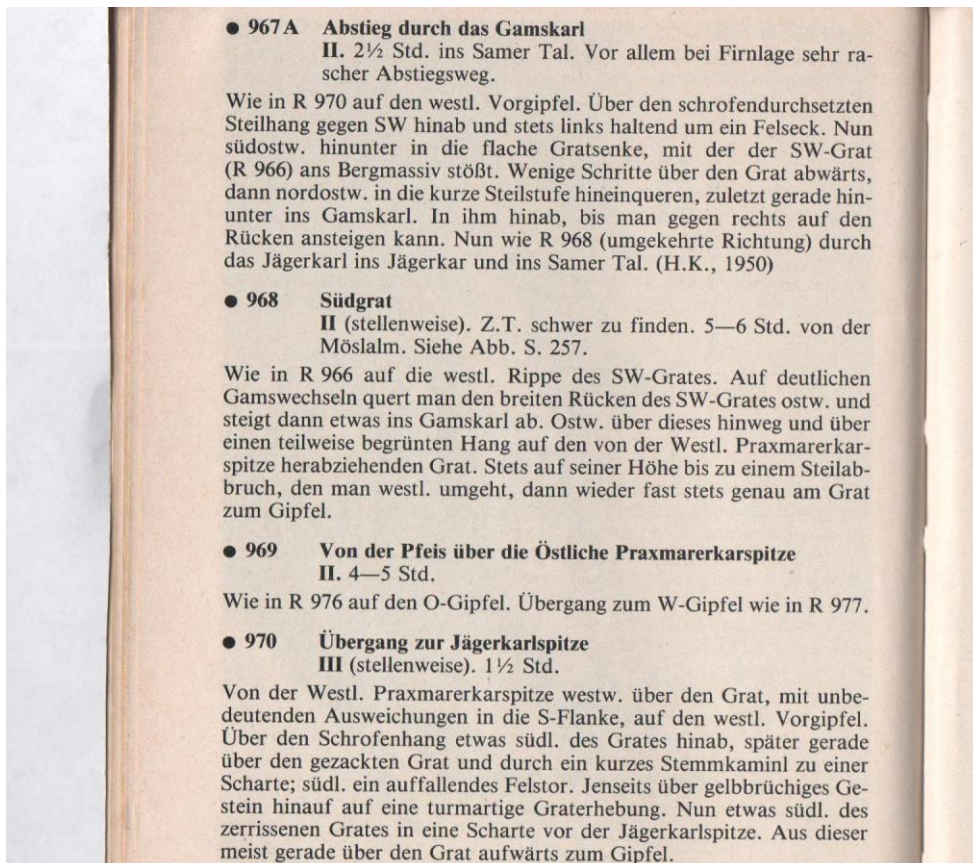 ● 967 A Abstieg durch das Gamskarl
II. 2½ Std. ins Samer Tal. Vor allem bei Firnlage sehr ra-
scher Abstiegsweg.
Wie in R 970 auf den westl. Vorgipfel. Über den schrofendurchsetzten
Steilhang gegen SW hinab und stets links haltend um ein Felseck. Nun
südostw. hinunter in die flache Gratsenke, mit der der SW-Grat
(R 966) ans Bergmassiv stößt. Wenige Schritte über den Grat abwärts,
dann nordostw. in die kurze Steilstufe hineinqueren, zuletzt gerade hin-
unter ins Gamskarl. In ihm hinab, bis man gegen rechts auf den
Rücken ansteigen kann. Nun wie R 968 (umgekehrte Richtung) durch
das Jägerkarl ins Jägerkar und ins Samer Tal. (H.K., 1950)
● 968 Südgrat
II (stellenweise). Z.T. schwer zu finden. 5—6 Std. von der
Möslalm. Siehe Abb. S. 257.
Wie in R 966 auf die westl. Rippe des SW-Grates. Auf deutlichen
Gamswechseln quert man den breiten Rücken des SW-Grates ostw. und
steigt dann etwas ins Gamskarl ab. Ostw. über dieses hinweg und über
einen teilweise begrünten Hang auf den von der Westl. Praxmarerkar-
spitze herabziehenden Grat. Stets auf seiner Höhe bis zu einem Steilab-
bruch, den man westl. umgeht, dann wieder fast stets genau am Grat
zum Gipfel.
● 969 Von der Pfeis über die Östliche Praxmarerkarspitze
II. 4—5 Std.
Wie in R 976 auf den O-Gipfel. Übergang zum W-Gipfel wie in R 977.
● 970 Übergang zur Jägerkarlspitze
III (stellenweise). 1½ Std.
Von der Westl. Praxmarerkarspitze westw. über den Grat, mit unbe-
deutenden Ausweichungen in die S-Flanke, auf den westl. Vorgipfel.
Über den Schrofenhang etwas südl. des Grates hinab, später gerade
über den gezackten Grat und durch ein kurzes Stemmkaminl zu einer
Scharte; südl. ein auffallendes Felstor. Jenseits über gelbbrüchiges Ge-
stein hinauf auf eine turmartige Graterhebung. Nun etwas südl. des
zerrissenen Grates in eine Scharte vor der Jägerkarlspitze. Aus dieser
meist gerade über den Grat aufwärts zum Gipfel.